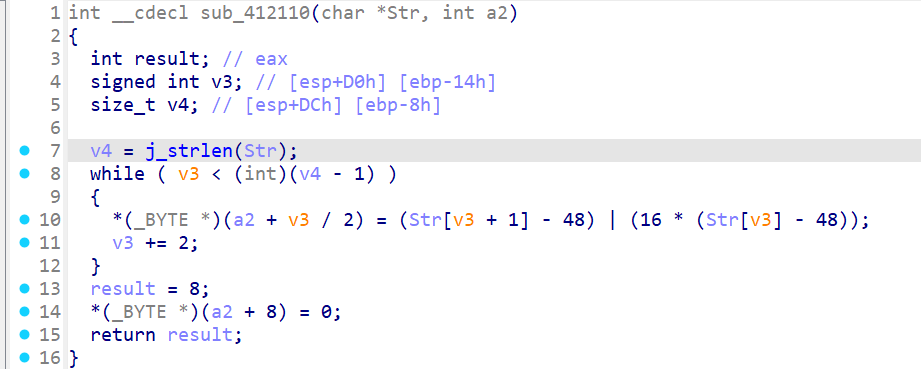 1 int __cdecl sub_412110(char *Str, int a2)
2 {
3   int result; // eax
4   signed int v3; // [esp+D0h] [ebp-14h]
5   size_t v4; // [esp+DCh] [ebp-8h]
6
7   v4 = j_strlen(Str);
8   while ( v3 < (int)(v4 - 1) )
9   {
10     *(_BYTE *)(a2 + v3 / 2) = (Str[v3 + 1] - 48) | (16 * (Str[v3] - 48));
11     v3 += 2;
12   }
13   result = 8;
14   *(_BYTE *)(a2 + 8) = 0;
15   return result;
16 }